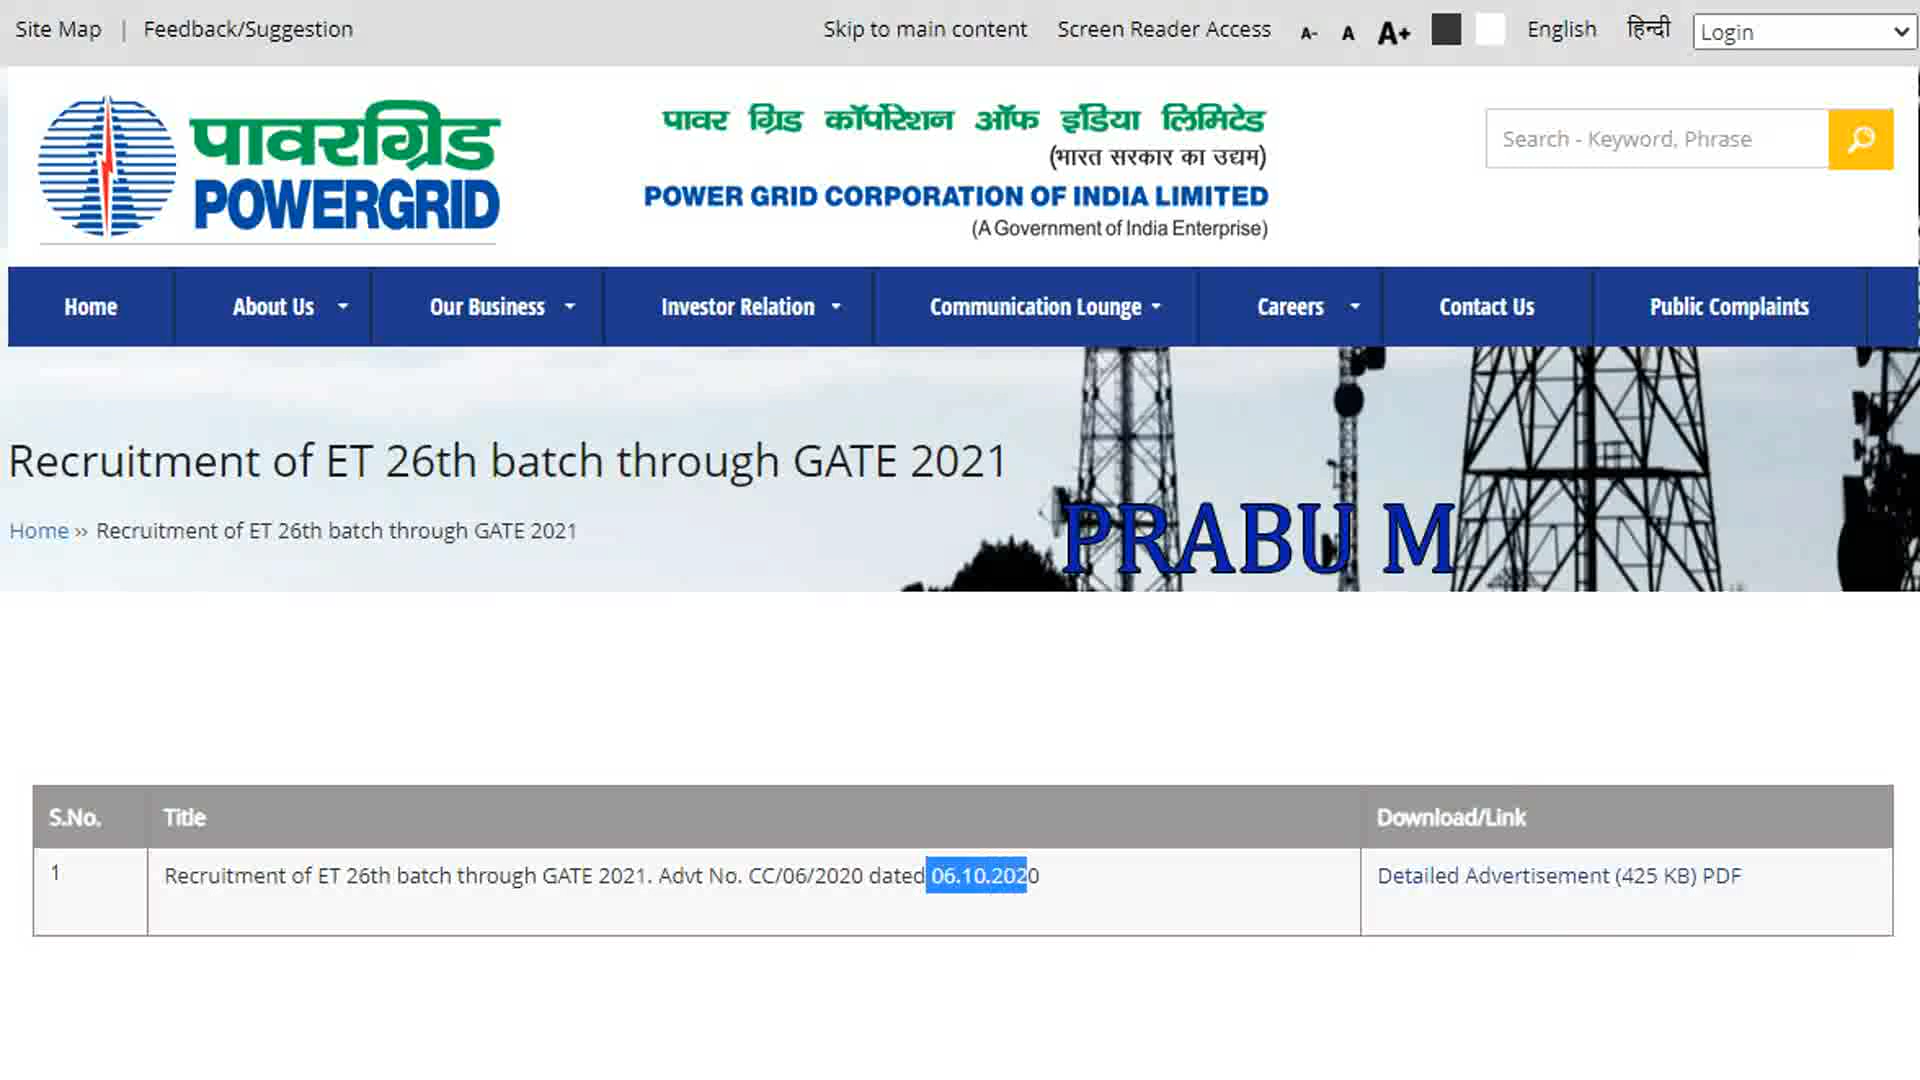 Site Map | Feedback/Suggestion Skip to main content Screen Reader Access A- A A+ English हिन्दी Login
पावरग्रिड
POWERGRID
पावर ग्रिड कॉर्पोरेशन ऑफ इंडिया लिमिटेड
(भारत सरकार का उद्यम)
POWER GRID CORPORATION OF INDIA LIMITED
(A Government of India Enterprise)
Search - Keyword, Phrase
Home About Us Our Business Investor Relation Communication Lounge Careers Contact Us Public Complaints
Recruitment of ET 26th batch through GATE 2021
Home ›› Recruitment of ET 26th batch through GATE 2021
PRABU M
S.No. Title Download/Link
1 Recruitment of ET 26th batch through GATE 2021. Advt No. CC/06/2020 dated 06.10.2020 Detailed Advertisement (425 KB) PDF